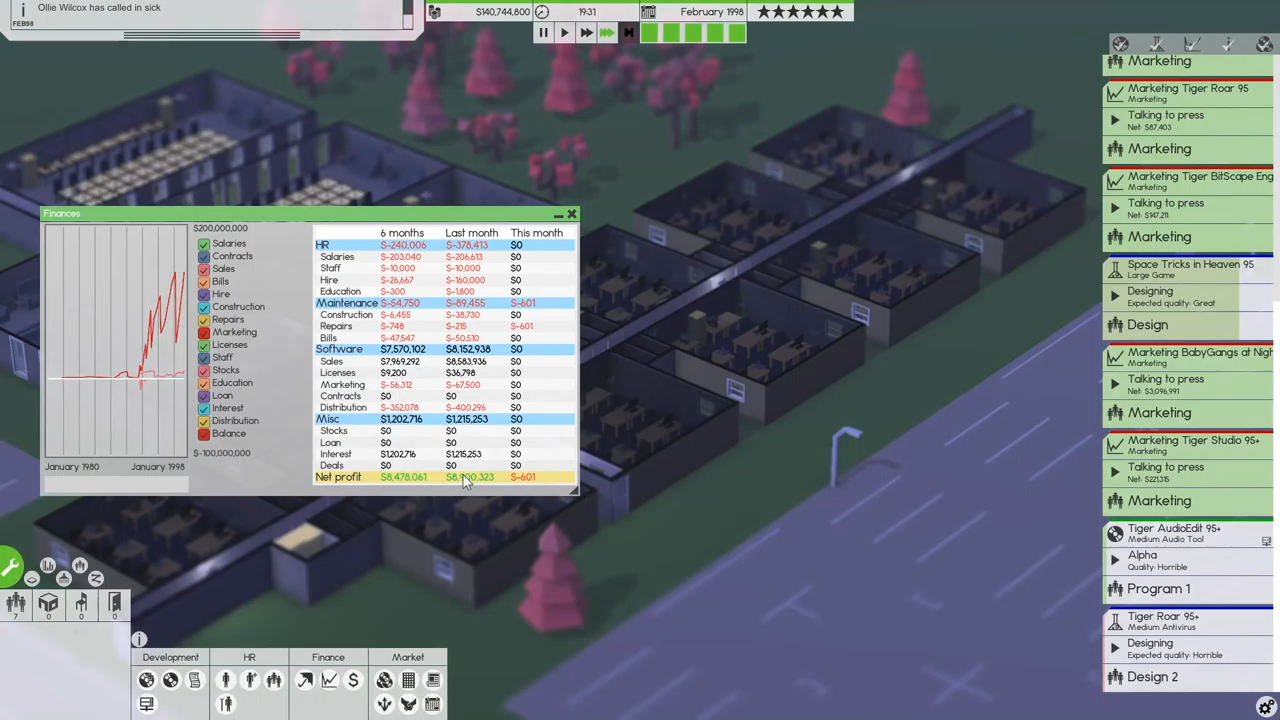 Ollie Wilcox has called in sick
FEB98
$140,744,800
19:31
February 1998
Marketing
Marketing Tiger Roar 95
Marketing
Talking to press
Net: $87,403
Marketing
Marketing Tiger BitScape Eng
Marketing
Talking to press
Net: $147,211
Marketing
Space Tricks in Heaven 95
Large Game
Designing
Expected quality: Great
Design
Marketing BabyGangs at Nigh
Marketing
Talking to press
Net: $3,096,991
Marketing
Marketing Tiger Studio 95+
Marketing
Talking to press
Net: $221,315
Marketing
Tiger AudioEdit 95+
Medium Audio Tool
Alpha
Quality: Horrible
Program 1
Tiger Roar 95+
Medium Antivirus
Designing
Expected quality: Horrible
Design 2
Finances
$200,000,000
Salaries
Contracts
Sales
Bills
Hire
Construction
Repairs
Marketing
Licenses
Staff
Stocks
Education
Loan
Interest
Distribution
Balance
$-100,000,000
January 1980 January 1998
6 months Last month This month
HR $-240,006 $-378,413 $0
Salaries $-203,040 $-206,613 $0
Staff $-10,000 $-10,000 $0
Hire $-26,667 $-160,000 $0
Education $-300 $-1,800 $0
Maintenance $-54,750 $-89,455 $-601
Construction $-6,455 $-38,730 $0
Repairs $-748 $-215 $-601
Bills $-47,547 $-50,510 $0
Software $7,570,102 $8,152,938 $0
Sales $7,969,292 $8,583,936 $0
Licenses $9,200 $36,798 $0
Marketing $-56,312 $-67,500 $0
Contracts $0 $0 $0
Distribution $-352,078 $-400,296 $0
Misc $1,202,716 $1,215,253 $0
Stocks $0 $0 $0
Loan $0 $0 $0
Interest $1,202,716 $1,215,253 $0
Deals $0 $0 $0
Net profit $8,478,061 $-601
7 0 0 0
Development HR Finance Market